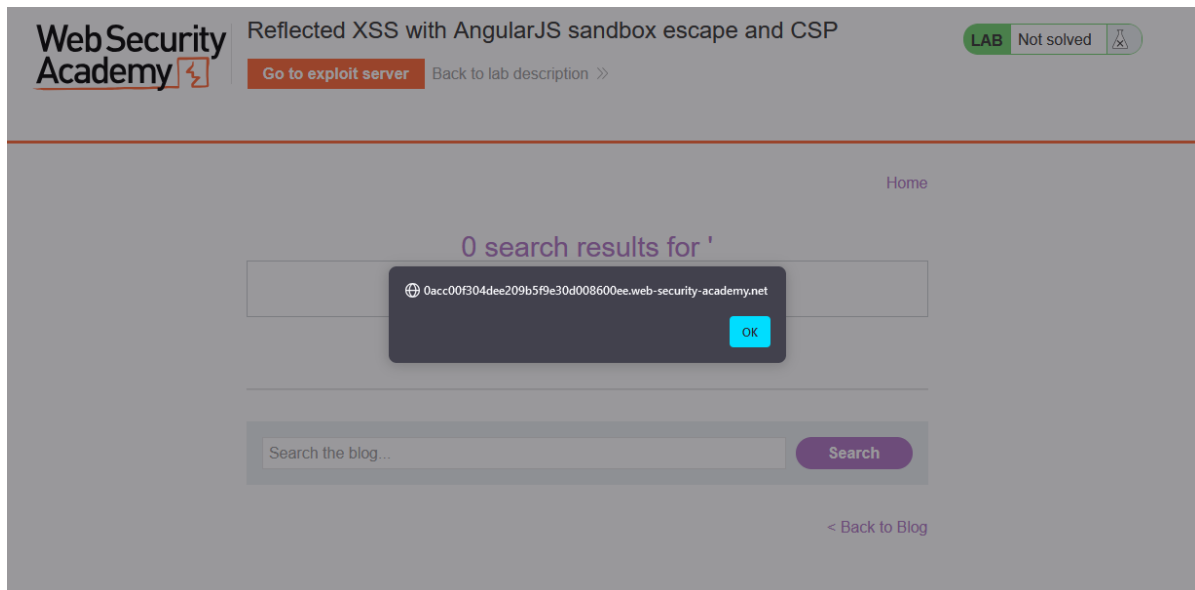 Web Security
Academy
Reflected XSS with AngularJS sandbox escape and CSP
Go to exploit server
Back to lab description
LAB Not solved
Home
0 search results for '
0acc00f304dee209b5f9e30d008600ee.web-security-academy.net
OK
Search the blog...
Search
< Back to Blog